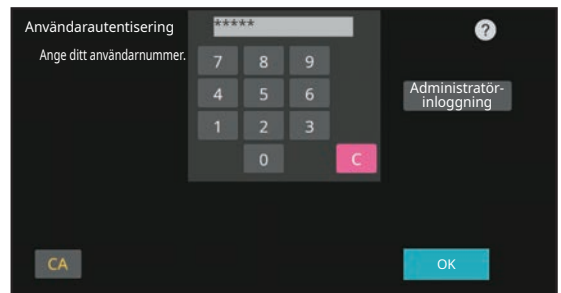 Användarautentisering
*****
?
Ange ditt användarnummer.
7 8 9
4 5 6
1 2 3
0 C
Administratör-
inloggning
CA
OK